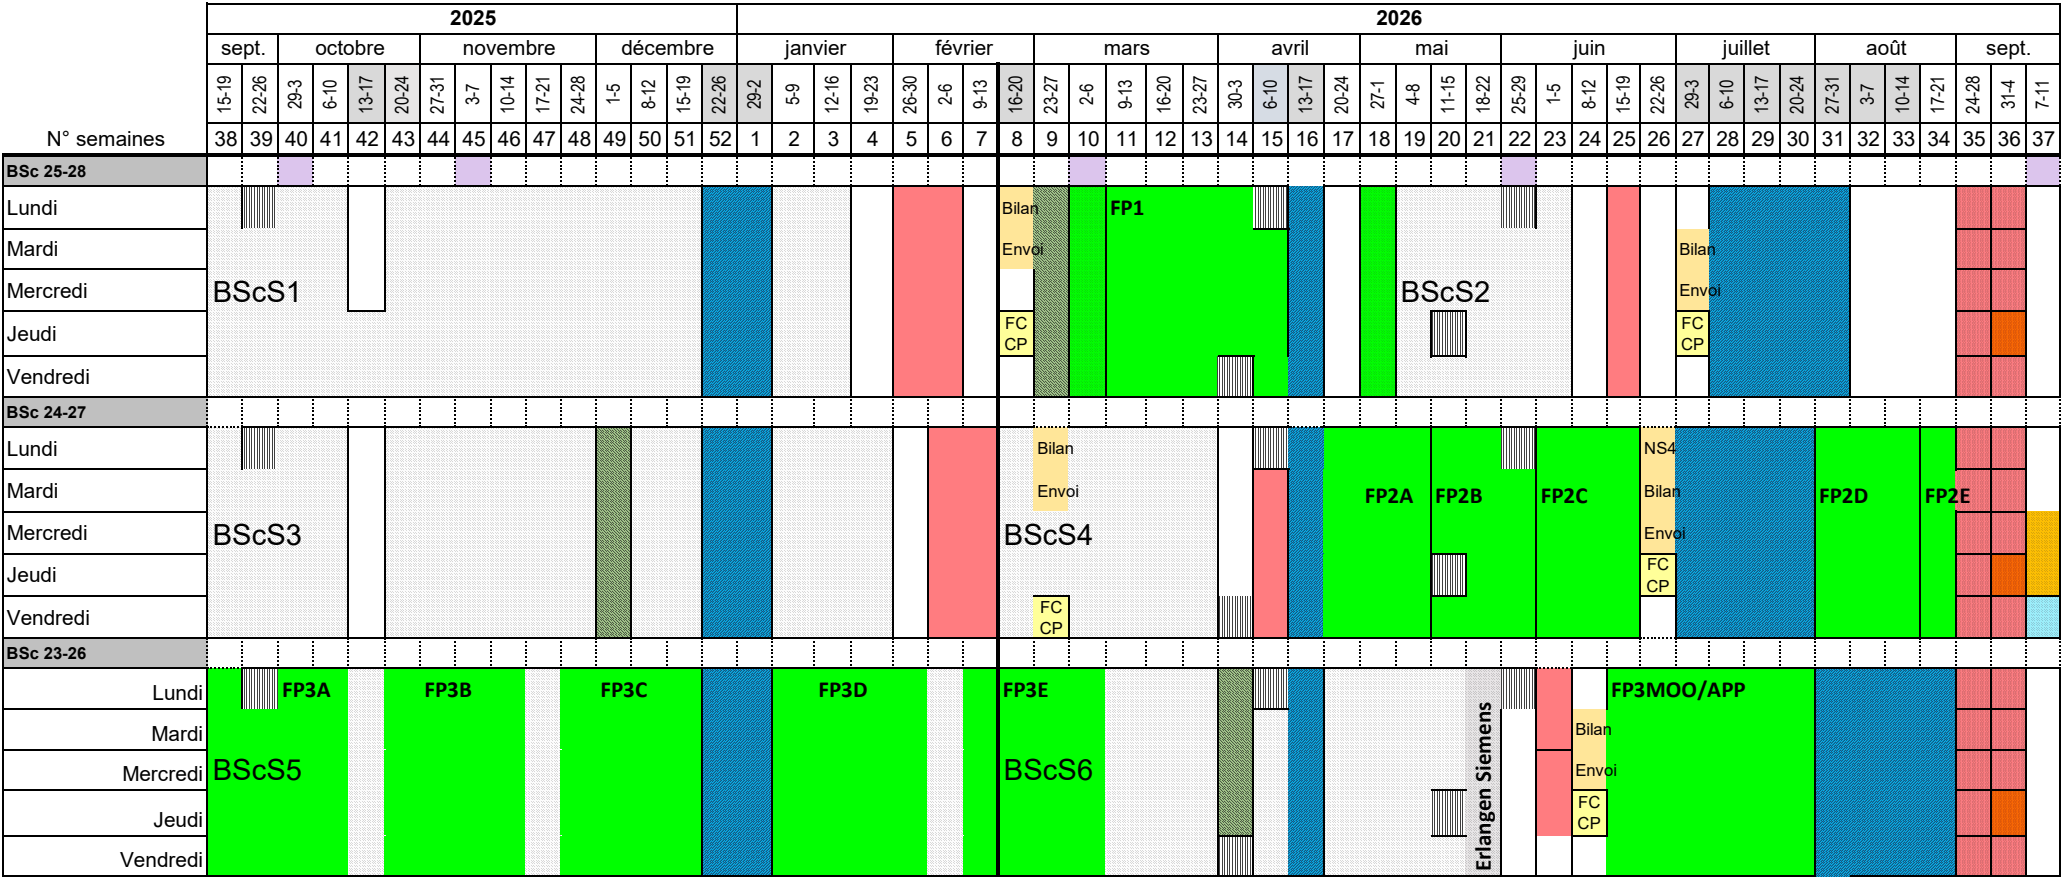 2025 2026
sept. octobre novembre décembre janvier février mars avril mai juin juillet août sept.
15-19 22-26 29-3 6-10 13-17 20-24 27-31 3-7 10-14 17-21 24-28 1-5 8-12 15-19 22-26 29-2 5-9 12-16 19-23 26-30 2-6 9-13 16-20 23-27 2-6 9-13 16-20 23-27 30-3 6-10 13-17 20-24 27-1 4-8 11-15 18-22 25-29 1-5 8-12 15-19 22-26 29-3 6-10 13-17 20-24 27-31 3-7 10-14 17-21 24-28 31-4 7-11
N° semaines 38 39 40 41 42 43 44 45 46 47 48 49 50 51 52 1 2 3 4 5 6 7 8 9 10 11 12 13 14 15 16 17 18 19 20 21 22 23 24 25 26 27 28 29 30 31 32 33 34 35 36 37
BSc 25-28
Lundi Bilan FP1
Mardi Envoi Bilan
Mercredi BScS1 BScS2 Envoi
Jeudi FC CP FC CP
Vendredi
BSc 24-27
Lundi Bilan NS4
Mardi Envoi FP2A FP2B FP2C Bilan FP2D FP2E
Mercredi BScS3 BScS4 Envoi
Jeudi FC CP
Vendredi FC CP
BSc 23-26
Lundi FP3A FP3B FP3C FP3D FP3E FP3MOO/APP
Mardi Bilan
Mercredi BScS5 BScS6 Envoi
Jeudi FC CP
Vendredi
Erlangen Siemens